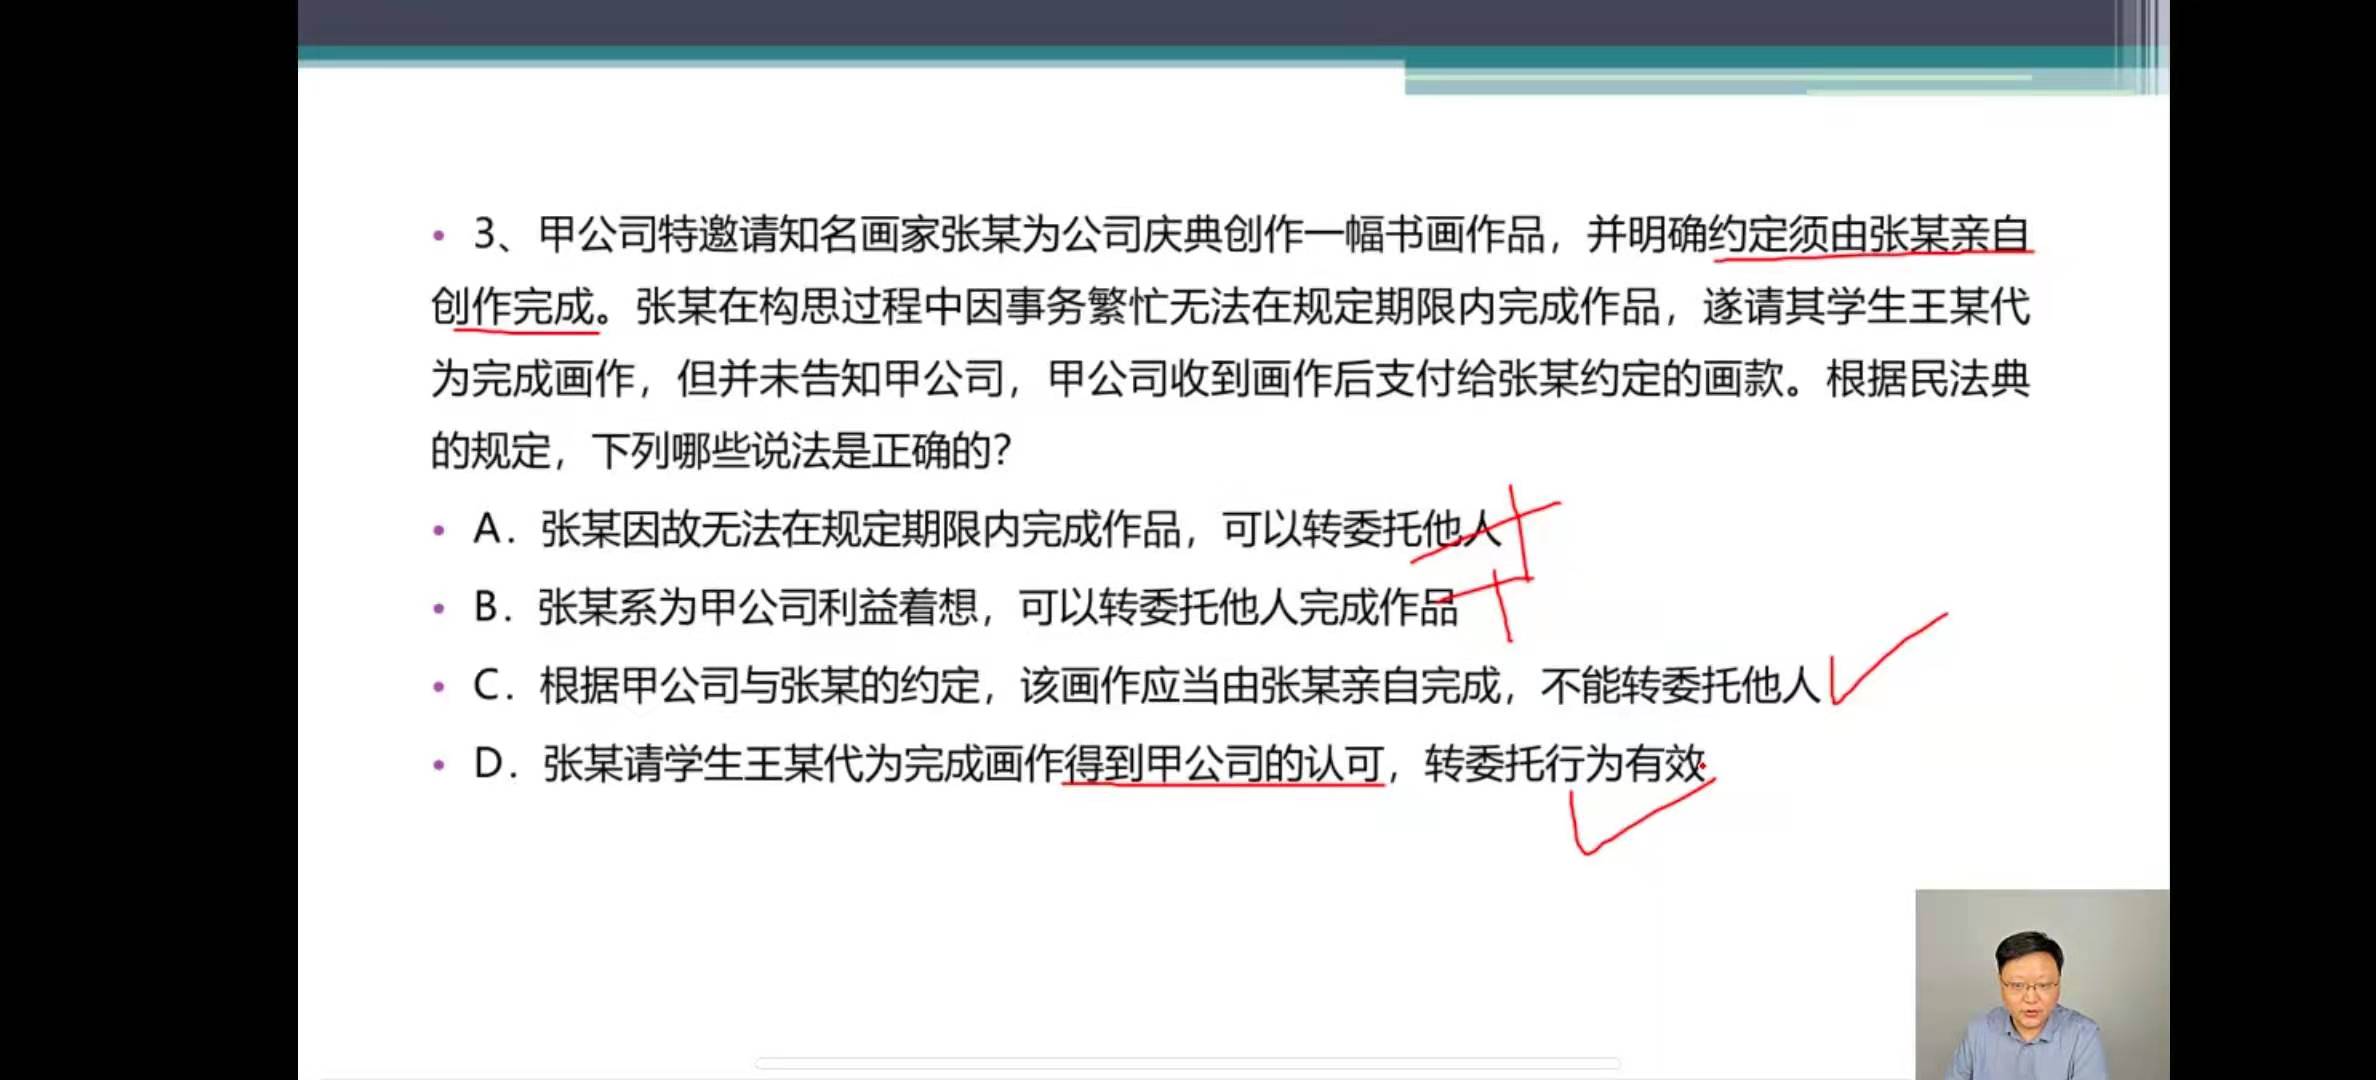 • 3、甲公司特邀请知名画家张某为公司庆典创作一幅书画作品，并明确约定须由张某亲自
创作完成。张某在构思过程中因事务繁忙无法在规定期限内完成作品，遂请其学生王某代
为完成画作，但并未告知甲公司，甲公司收到画作后支付给张某约定的画款。根据民法典
的规定，下列哪些说法是正确的？
• A．张某因故无法在规定期限内完成作品，可以转委托他人
• B．张某系为甲公司利益着想，可以转委托他人完成作品
• C．根据甲公司与张某的约定，该画作应当由张某亲自完成，不能转委托他人
• D．张某请学生王某代为完成画作得到甲公司的认可，转委托行为有效